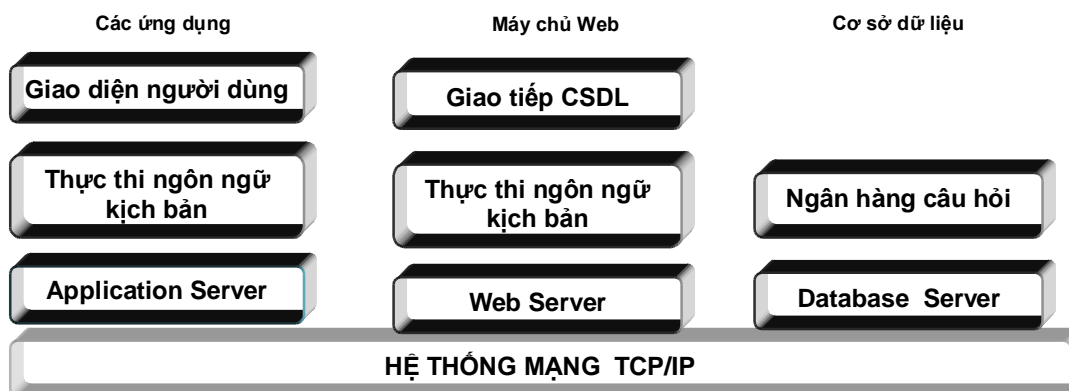 Các ứng dụng
Máy chủ Web
Cơ sở dữ liệu
Giao diện người dùng
Giao tiếp CSDL
Thực thi ngôn ngữ
kịch bản
Thực thi ngôn ngữ
kịch bản
Ngân hàng câu hỏi
Application Server
Web Server
Database Server
HỆ THỐNG MẠNG TCP/IP